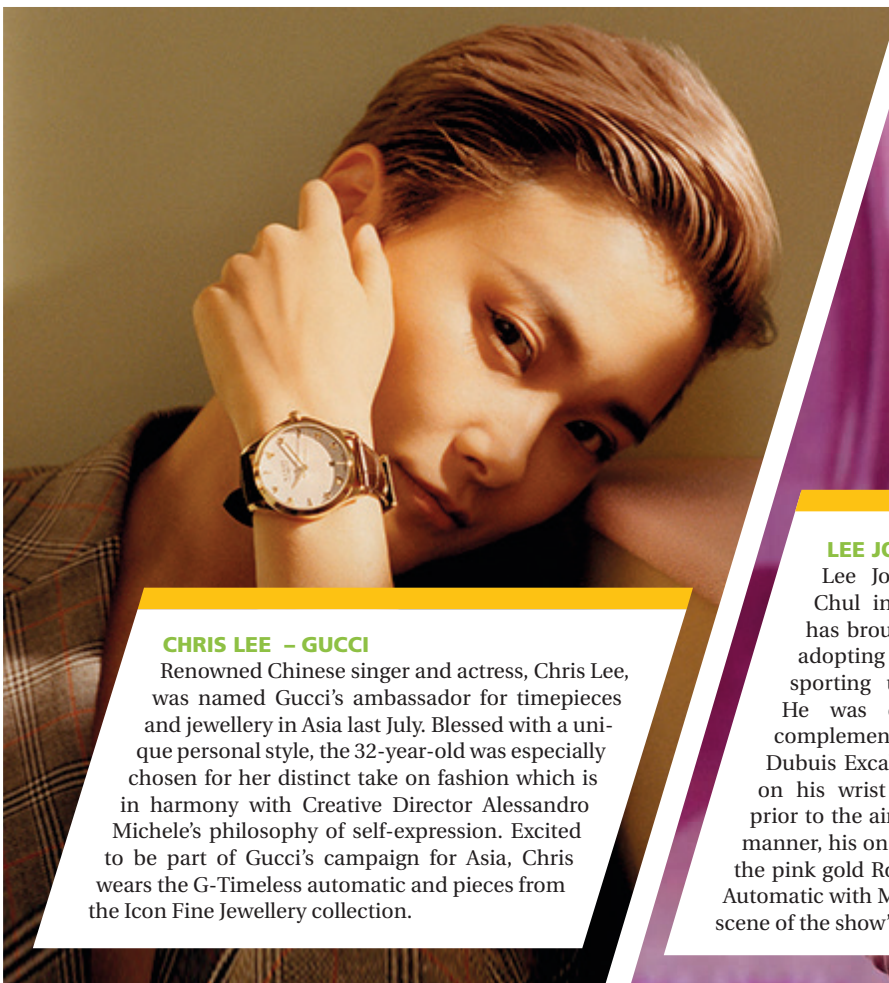 CHRIS LEE – GUCCI
Renowned Chinese singer and actress, Chris Lee,
was named Gucci's ambassador for timepieces
and jewellery in Asia last July. Blessed with a uni-
que personal style, the 32-year-old was especially
chosen for her distinct take on fashion which is
in harmony with Creative Director Alessandro
Michele's philosophy of self-expression. Excited
to be part of Gucci's campaign for Asia, Chris
wears the G-Timeless automatic and pieces from
the Icon Fine Jewellery collection.
LEE
Lee
Chul
has
adopting
sporting
He was
Dubuis
on his wrist
prior to the
manner, his
the pink gold
Automatic with
scene of the show's